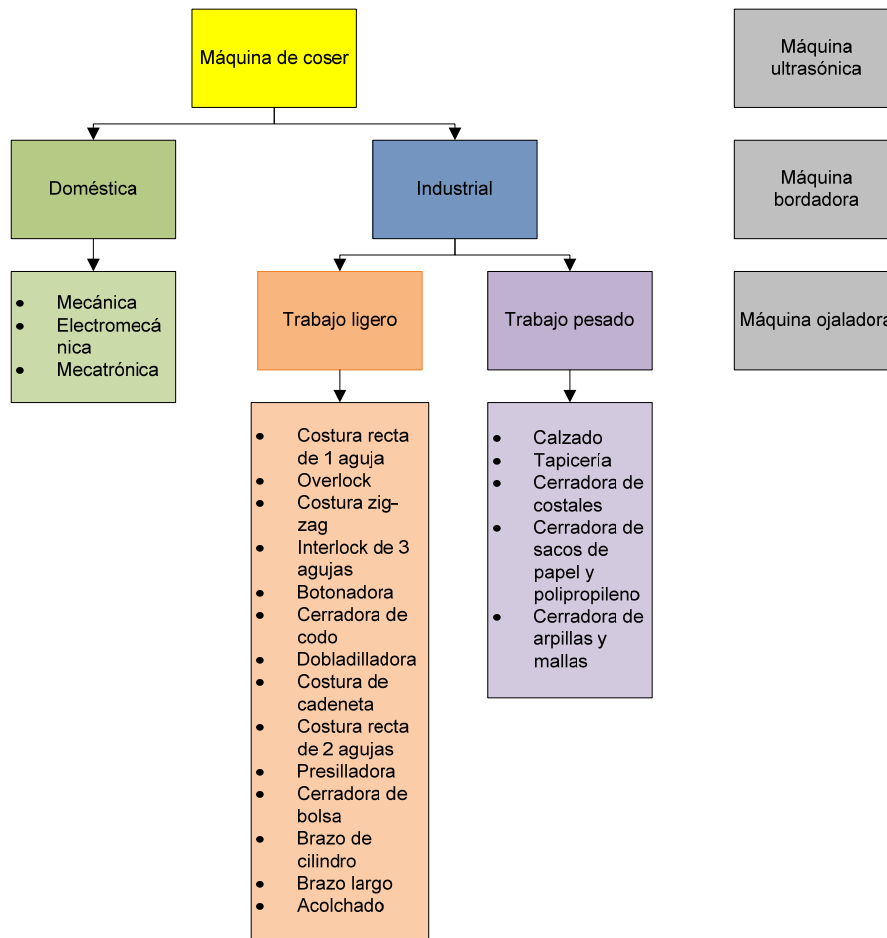 Máquina de coser
Máquina
ultrasónica
Doméstica
Industrial
Máquina
bordadora
• Mecánica
• Electromecá
nica
• Mecatrónica
Trabajo ligero
Trabajo pesado
Máquina ojaladora
• Costura recta
de 1 aguja
• Overlock
• Costura zig-
zag
• Interlock de 3
agujas
• Botonadora
• Cerradora de
codo
• Dobladilladora
• Costura de
cadeneta
• Costura recta
de 2 agujas
• Presilladora
• Cerradora de
bolsa
• Brazo de
cilindro
• Brazo largo
• Acolchado
• Calzado
• Tapicería
• Cerradora de
costales
• Cerradora de
sacos de
papel y
polipropileno
• Cerradora de
arpillas y
mallas